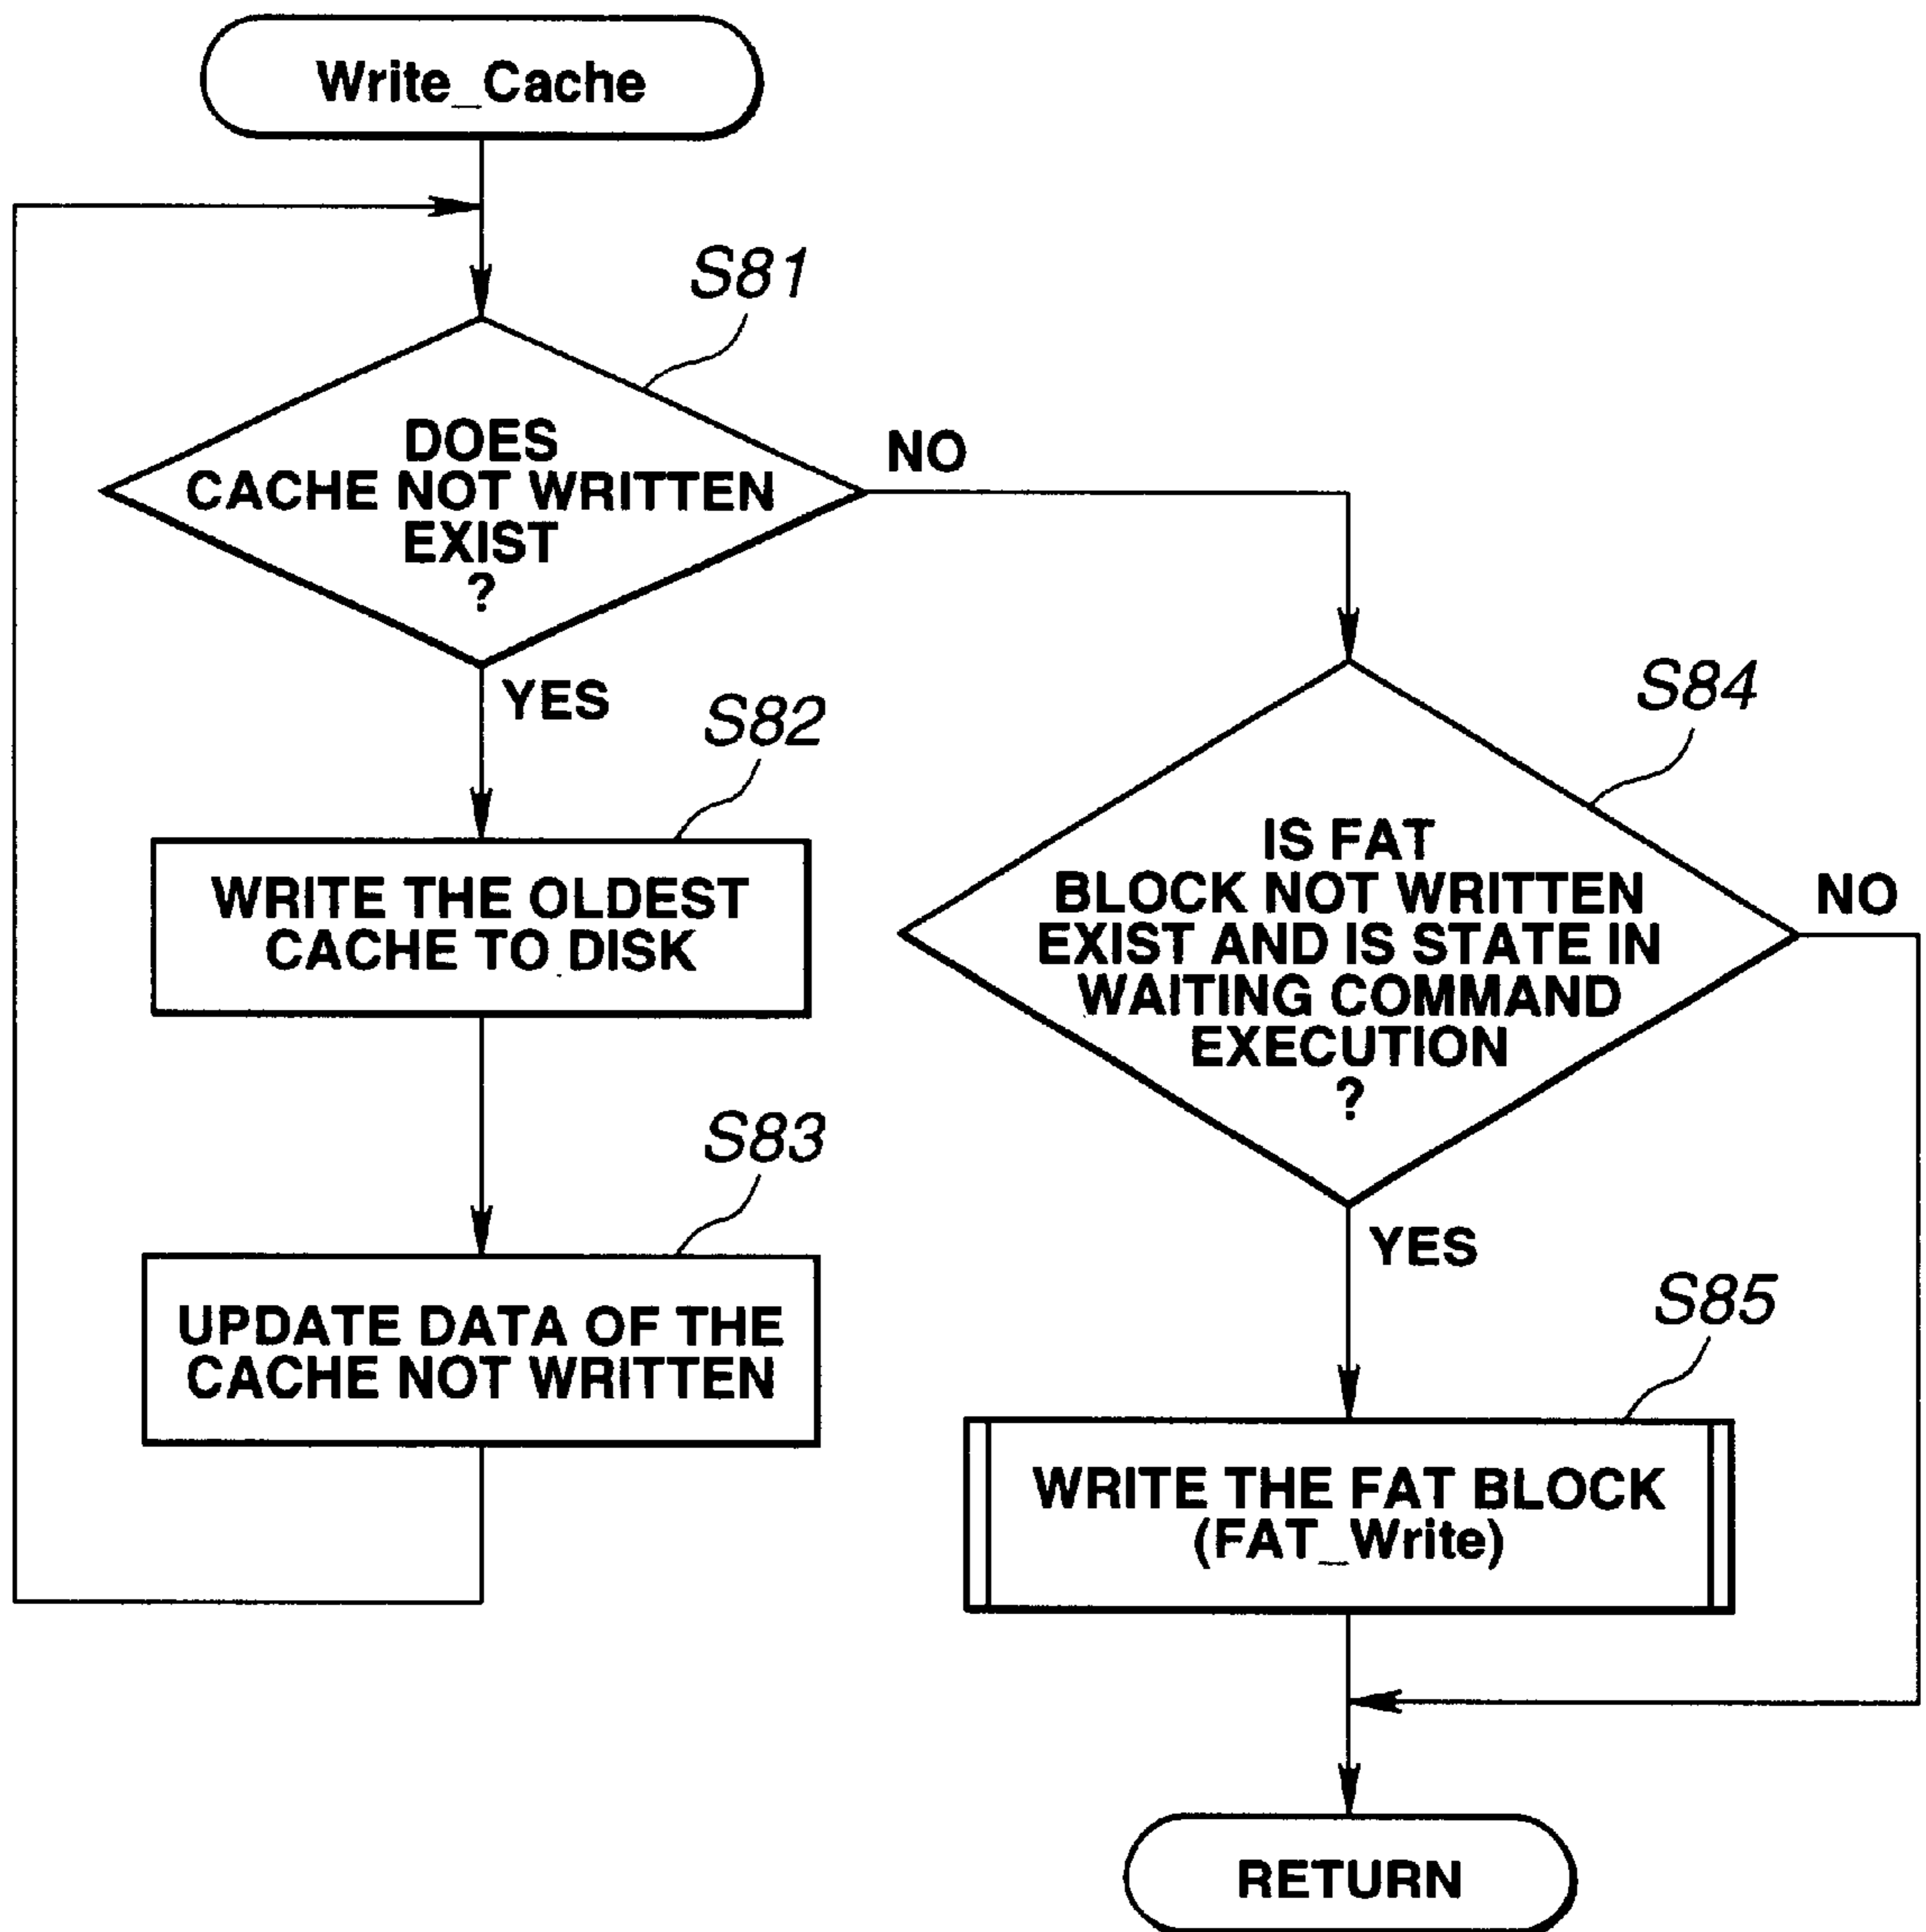 Write_Cache
S81
DOES
CACHE NOT WRITTEN
EXIST
?
NO
YES
S82
WRITE THE OLDEST
CACHE TO DISK
S83
UPDATE DATA OF THE
CACHE NOT WRITTEN
S84
IS FAT
BLOCK NOT WRITTEN
EXIST AND IS STATE IN
WAITING COMMAND
EXECUTION
?
NO
YES
S85
WRITE THE FAT BLOCK
(FAT_Write)
RETURN